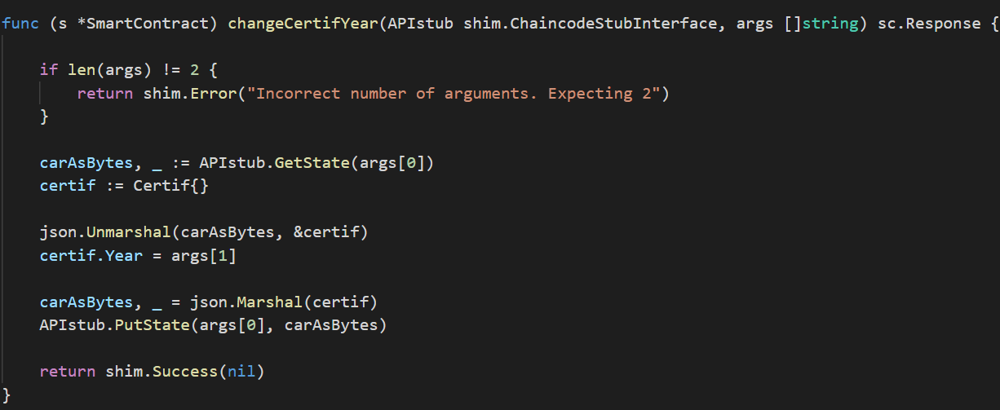 func (s *SmartContract) changeCertifYear(APIstub shim.ChaincodeStubInterface, args []string) sc.Response {
if len(args) != 2 {
return shim.Error("Incorrect number of arguments. Expecting 2")
}
carAsBytes, _ := APIstub.GetState(args[0])
certif := Certif{}
json.Unmarshal(carAsBytes, &certif)
certif.Year = args[1]
carAsBytes, _ = json.Marshal(certif)
APIstub.PutState(args[0], carAsBytes)
return shim.Success(nil)
}